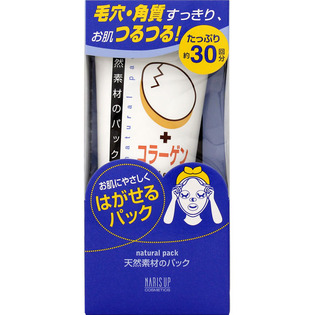 毛穴・角質すっきり、
お肌つるつる!
たっぷり
約30回分
natural pa
然素材のパック
+
コラーゲン
お肌にやさしく
はがせる
パック
natural pack
天然素材のパック
NARIS UP
COSMETICS